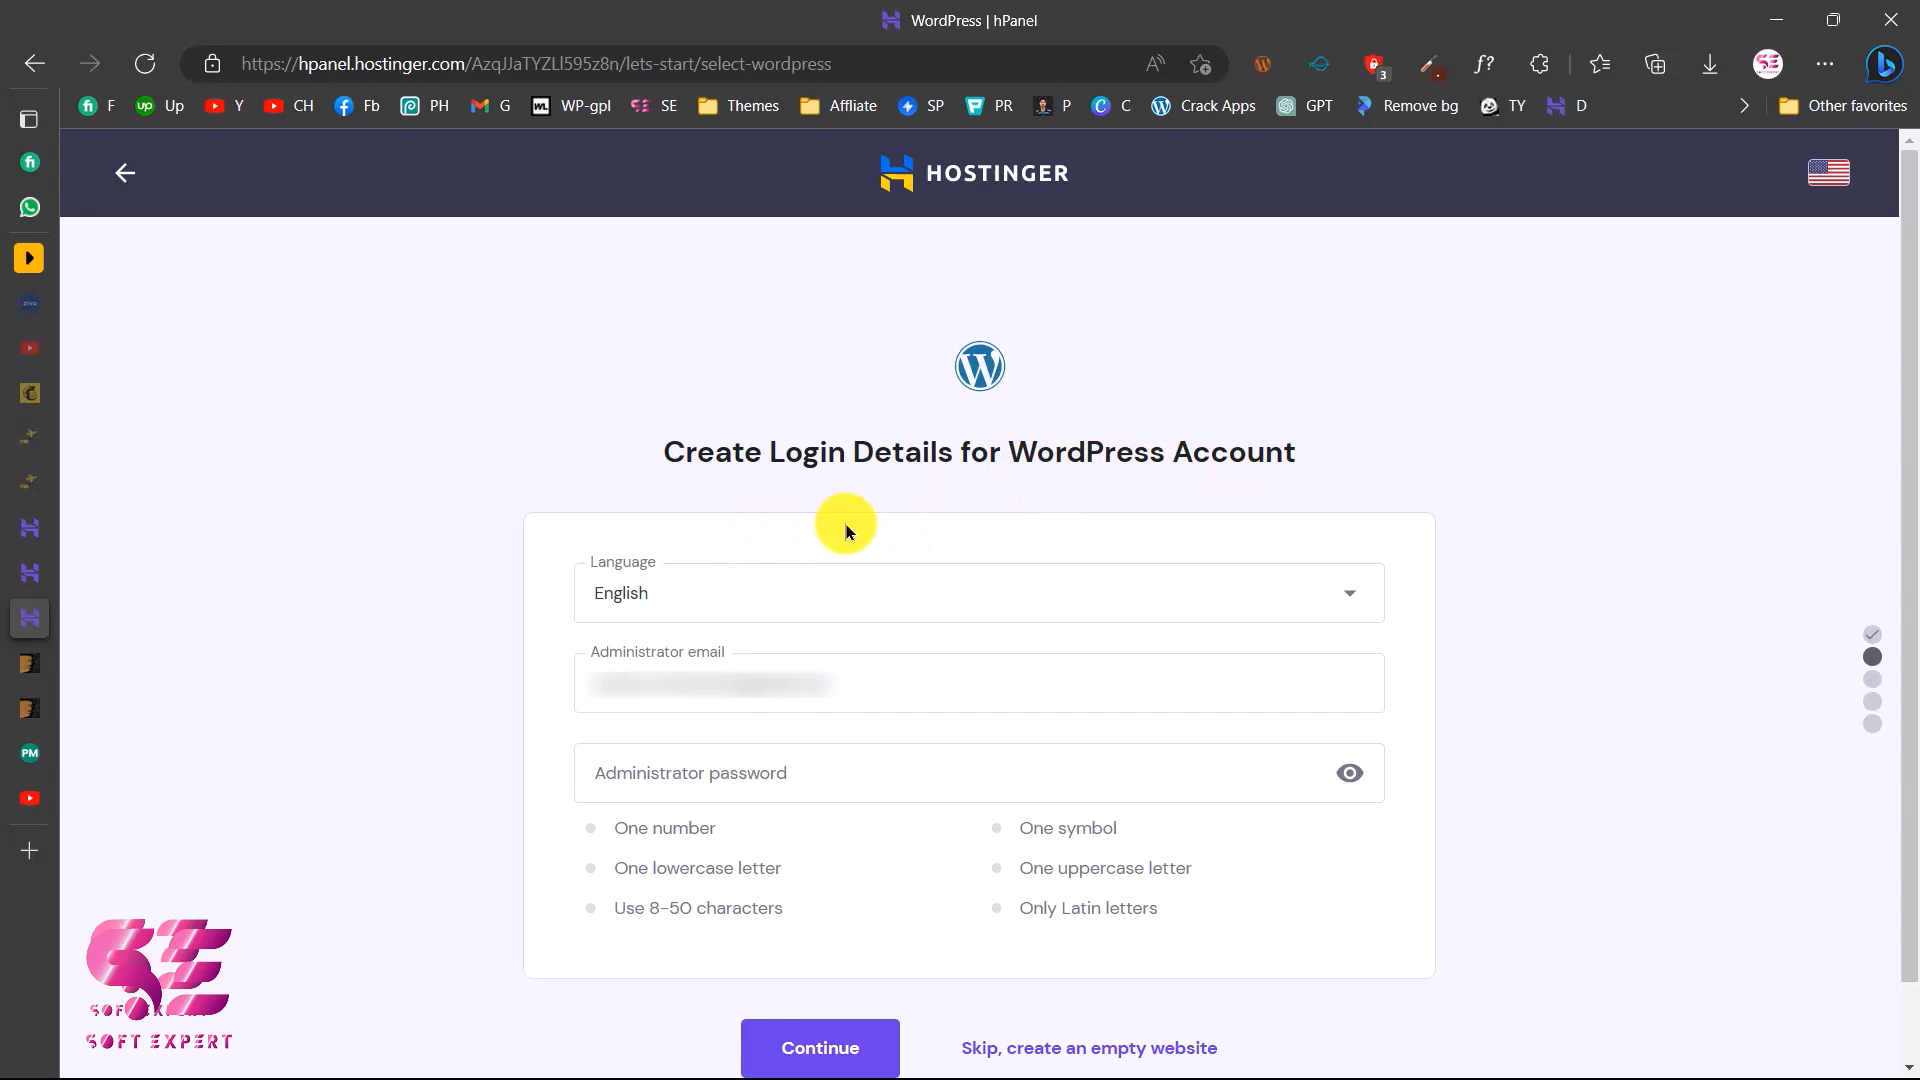 WordPress | hPanel
https://hpanel.hostinger.com/AzqJJaTYZLl595z8n/lets-start/select-wordpress
3
F Up Y CH Fb PH G WP-gpl SE Themes Affliate SP PR P C Crack Apps GPT Remove bg TY D Other favorites
HOSTINGER
Create Login Details for WordPress Account
Language
English
Administrator email
Administrator password
One number
One symbol
One lowercase letter
One uppercase letter
Use 8-50 characters
Only Latin letters
PM
SOFT EXPERT
Continue
Skip, create an empty website